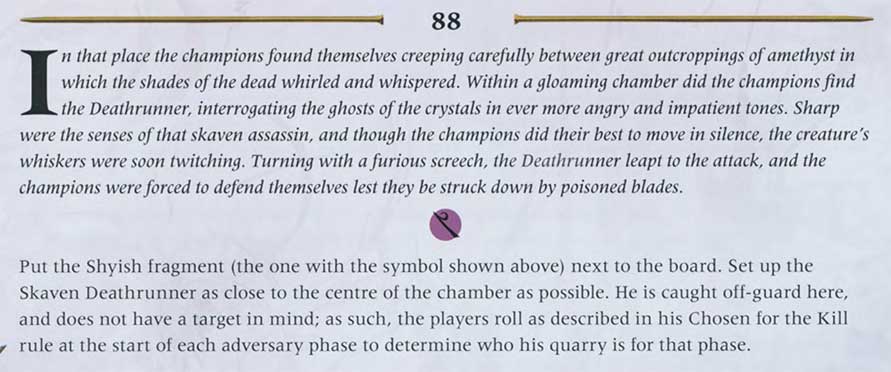 88
In that place the champions found themselves creeping carefully between great outcroppings of amethyst in
which the shades of the dead whirled and whispered. Within a gloaming chamber did the champions find
the Deathrunner, interrogating the ghosts of the crystals in ever more angry and impatient tones. Sharp
were the senses of that skaven assassin, and though the champions did their best to move in silence, the creature's
whiskers were soon twitching. Turning with a furious screech, the Deathrunner leapt to the attack, and the
champions were forced to defend themselves lest they be struck down by poisoned blades.
Put the Shyish fragment (the one with the symbol shown above) next to the board. Set up the
Skaven Deathrunner as close to the centre of the chamber as possible. He is caught off-guard here,
and does not have a target in mind; as such, the players roll as described in his Chosen for the Kill
rule at the start of each adversary phase to determine who his quarry is for that phase.